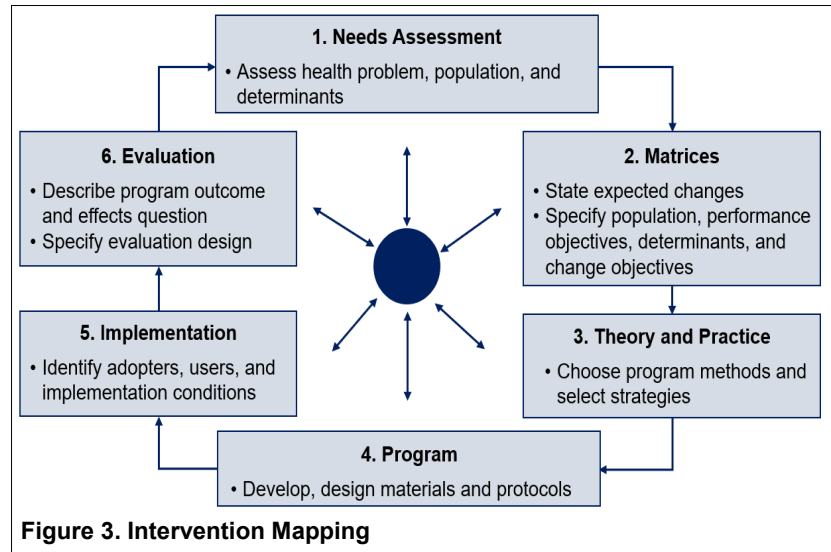 1. Needs Assessment
• Assess health problem, population, and
determinants
2. Matrices
• State expected changes
• Specify population, performance
objectives, determinants, and
change objectives
3. Theory and Practice
• Choose program methods and
select strategies
4. Program
• Develop, design materials and protocols
5. Implementation
• Identify adopters, users, and
implementation conditions
6. Evaluation
• Describe program outcome
and effects question
• Specify evaluation design
Figure 3. Intervention Mapping